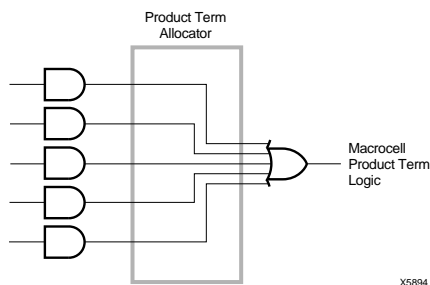 Product Term
Allocator
Macrocell
Product Term
Logic
X5894